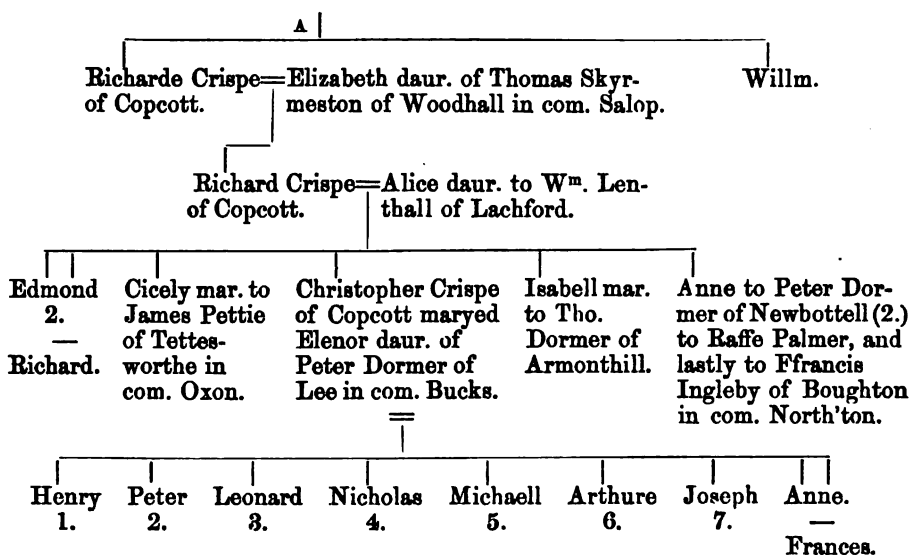 A
Richarde Crispe=Elizabeth daur. of Thomas Skyr-
of Copcott. meston of Woodhall in com. Salop.
Willm.
Richard Crispe=Alice daur. to Wm. Len-
of Copcott. thall of Lachford.
Edmond
2.
—
Richard.
Cicely mar. to
James Pettie
of Tettes-
worthe in
com. Oxon.
Christopher Crispe
of Copcott maryed
Elenor daur. of
Peter Dormer of
Lee in com. Bucks.
=
Isabell mar.
to Tho.
Dormer of
Armonthill.
Anne to Peter Dor-
mer of Newbottell (2.)
to Raffe Palmer, and
lastly to Ffrancis
Ingleby of Boughton
in com. North'ton.
Henry Peter Leonard Nicholas Michaell Arthure Joseph Anne.
1. 2. 3. 4. 5. 6. 7. —
Frances.